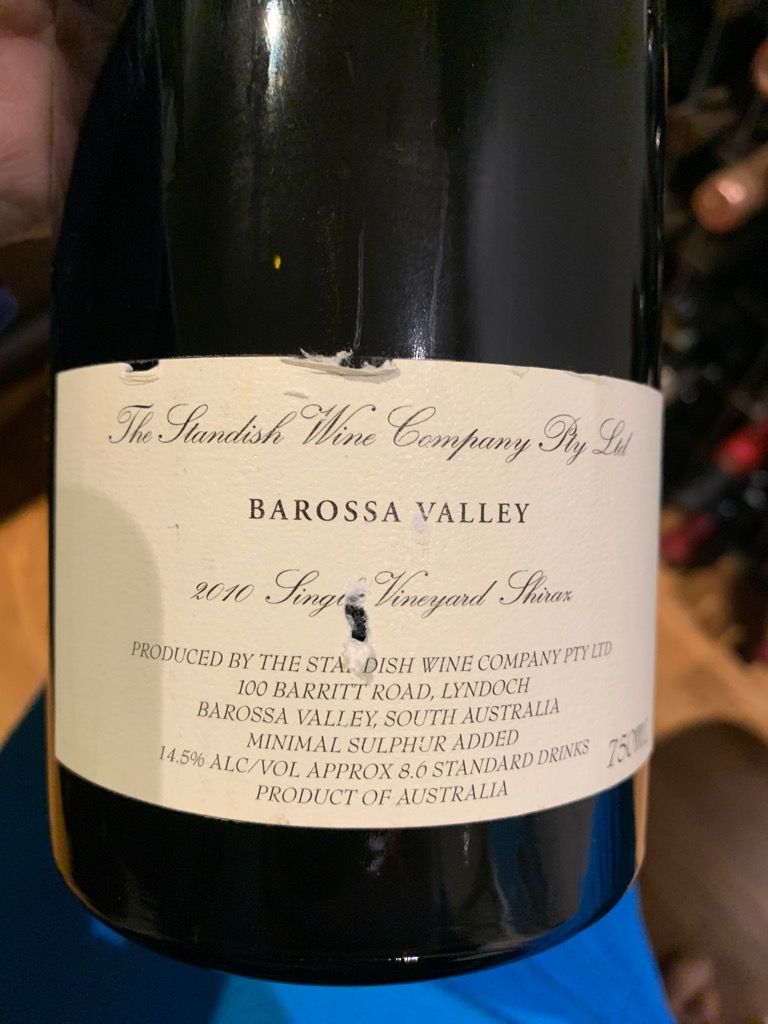 The Standish Wine Company Pty Ltd
BAROSSA VALLEY
2010 Vineyard Shiraz
PRODUCED BY THE WINE COMPANY PTY LTD
100 BARRITT ROAD, LYNDOCH
BAROSSA VALLEY, SOUTH AUSTRALIA
MINIMAL SULPHUR ADDED
14.5% ALC/VOL APPROX 8.6 STANDARD DRINKS
750ML
PRODUCT OF AUSTRALIA